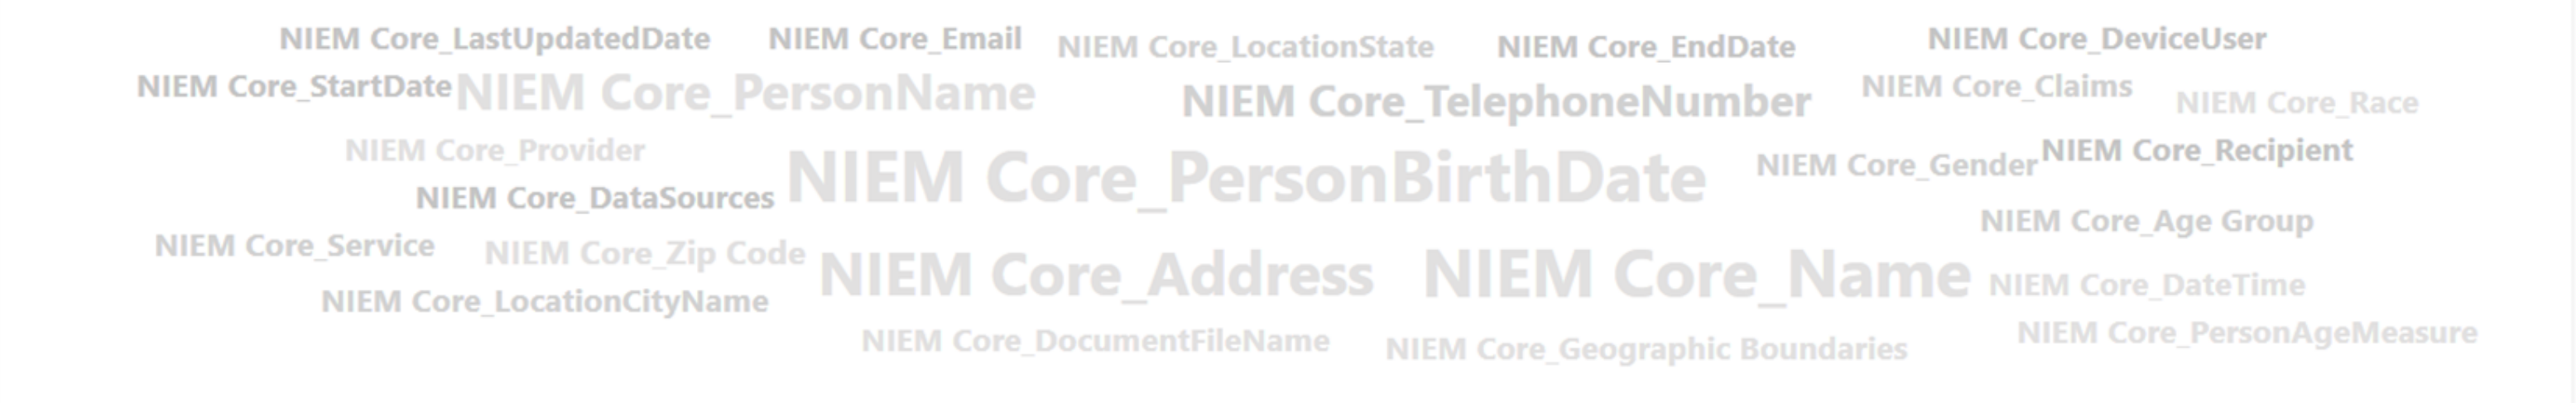 NIEM Core_LastUpdatedDate
NIEM Core_Email
NIEM Core_LocationState
NIEM Core_EndDate
NIEM Core_DeviceUser
NIEM Core_StartDate
NIEM Core_PersonName
NIEM Core_TelephoneNumber
NIEM Core_Claims
NIEM Core_Race
NIEM Core_Provider
NIEM Core_PersonBirthDate
NIEM Core_Gender
NIEM Core_Recipient
NIEM Core_DataSources
NIEM Core_Age Group
NIEM Core_Service
NIEM Core_Zip Code
NIEM Core_Address
NIEM Core_Name
NIEM Core_DateTime
NIEM Core_LocationCityName
NIEM Core_DocumentFileName
NIEM Core_Geographic Boundaries
NIEM Core_PersonAgeMeasure